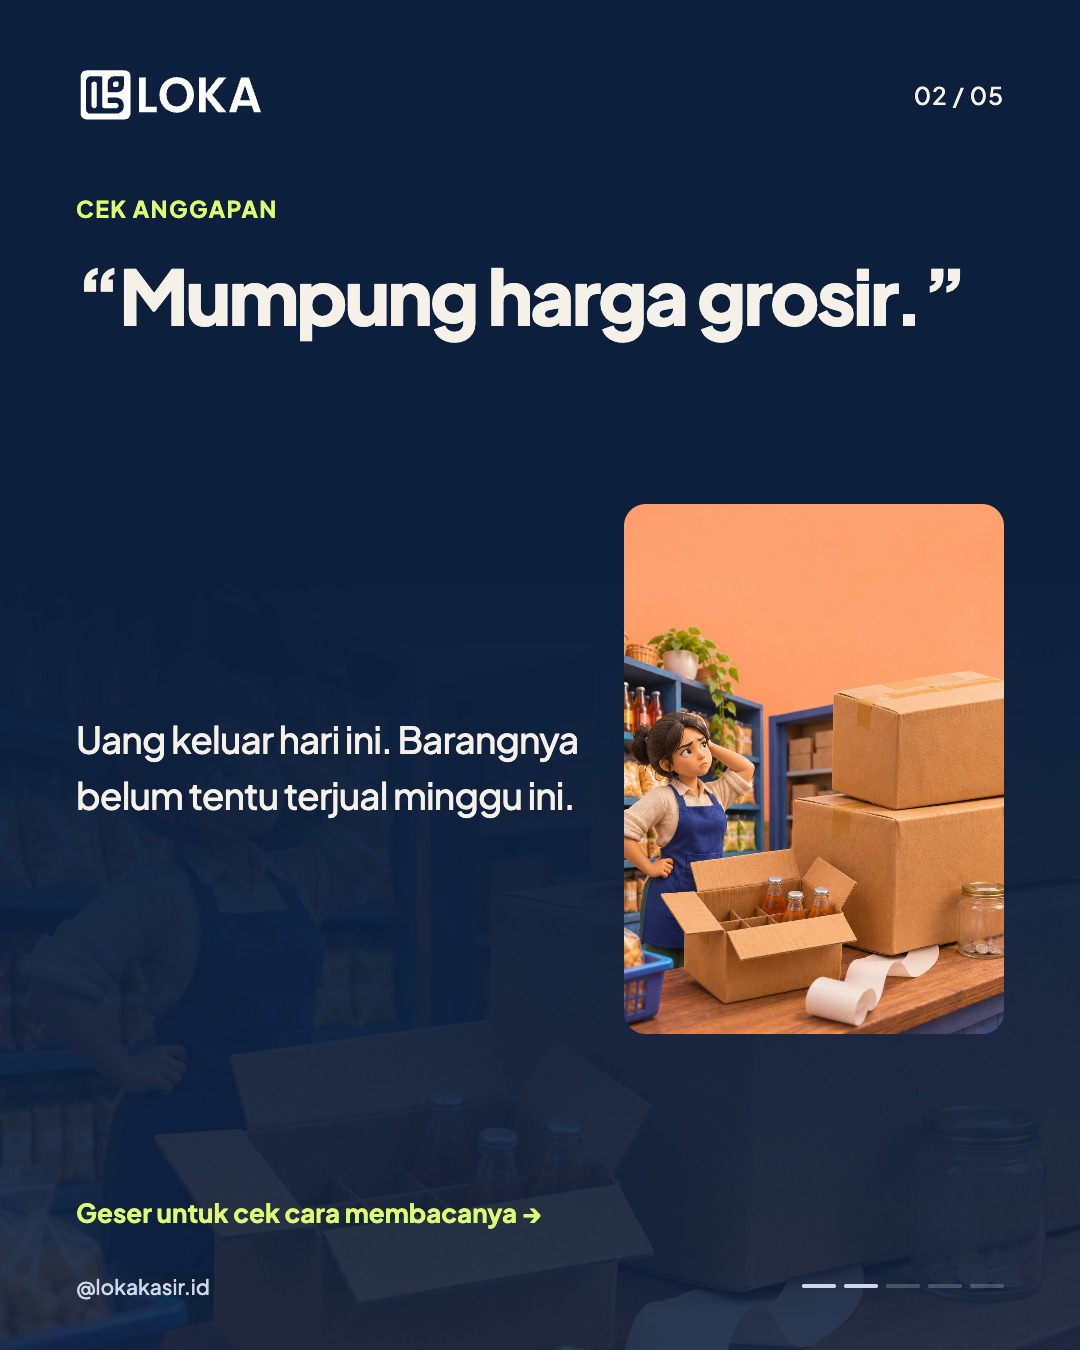 LOKA
02 / 05
CEK ANGGAPAN
“Mumpung harga grosir.”
Uang keluar hari ini. Barangnya
belum tentu terjual minggu ini.
Geser untuk cek cara membacanya →
@lokakasir.id